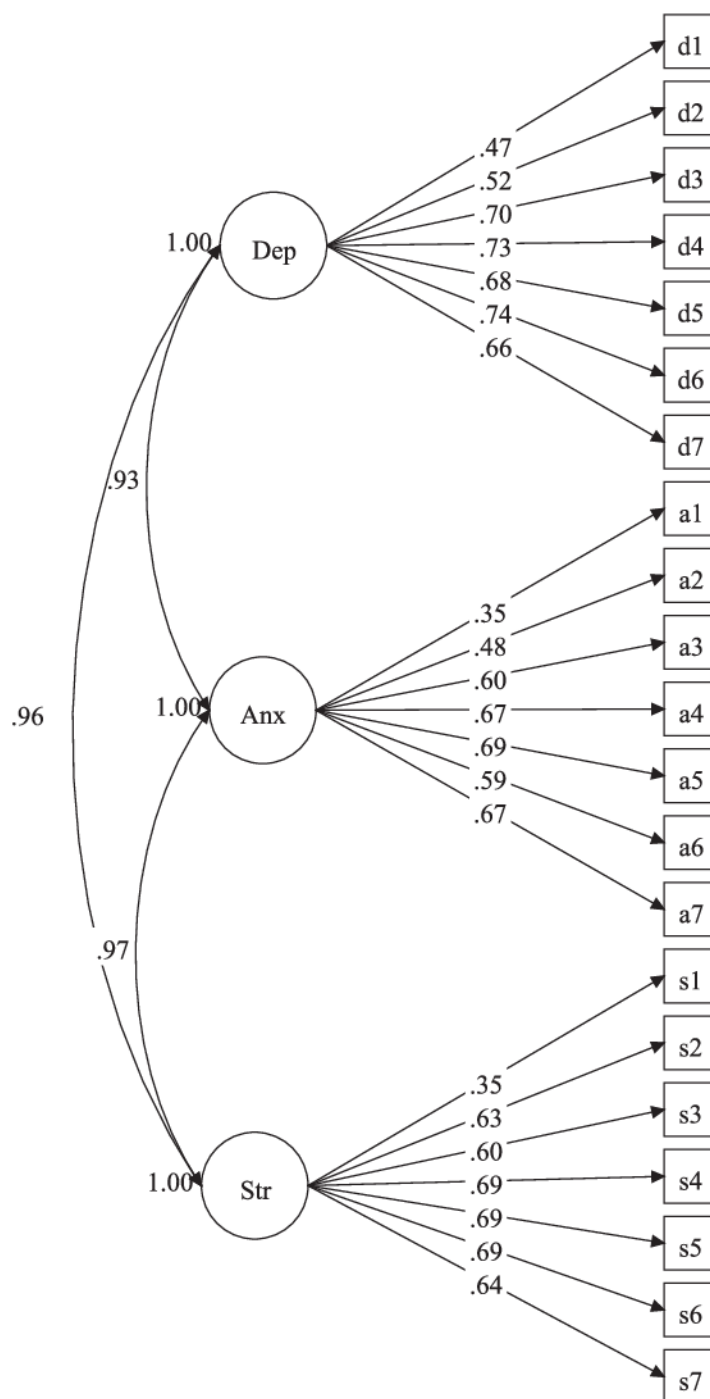 d1
d2
.47
.52
d3
.70
1.00
Dep
.73
d4
.68
d5
.74
.66
d6
d7
.93
a1
a2
.35
.48
a3
.60
.96
1.00
Anx
.67
a4
.69
a5
.59
.67
a6
a7
.97
s1
s2
.35
.63
s3
.60
1.00
Str
.69
s4
.69
s5
.69
.64
s6
s7